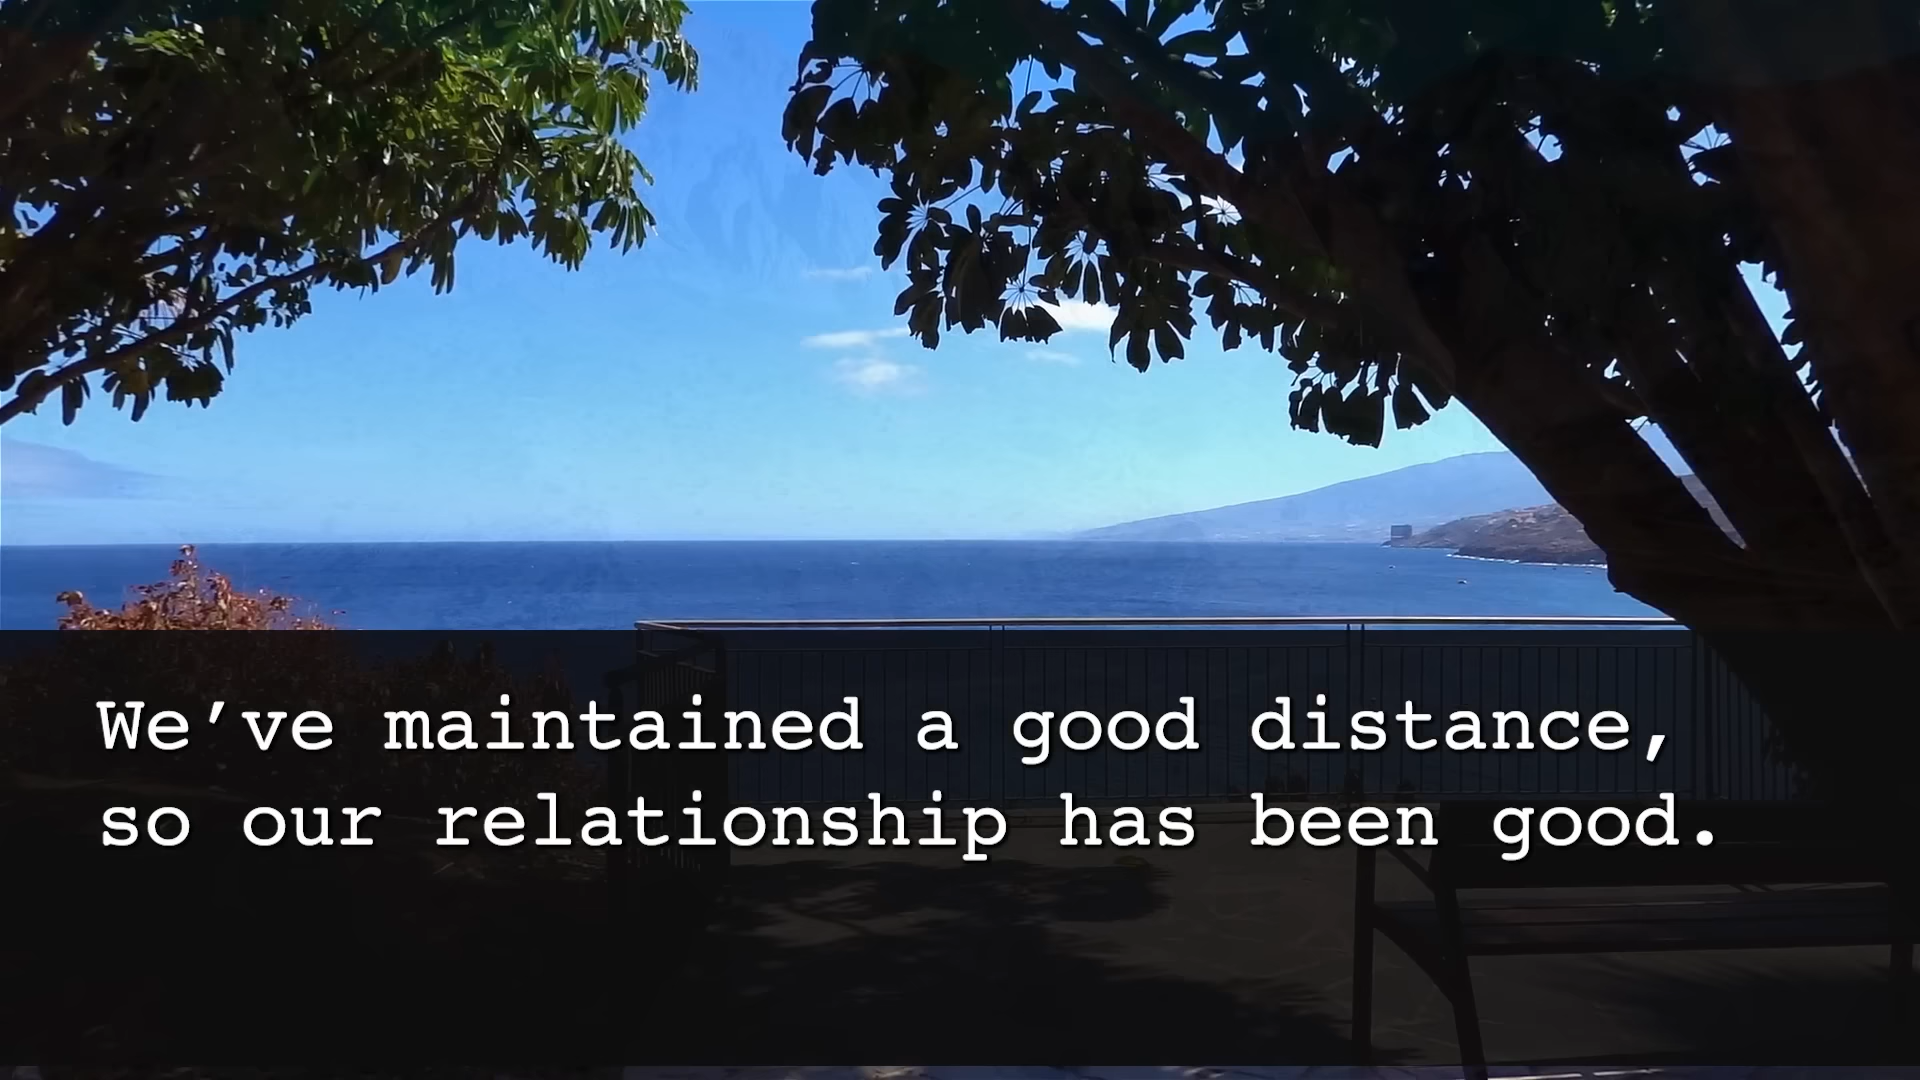 We’ve maintained a good distance,
so our relationship has been good.